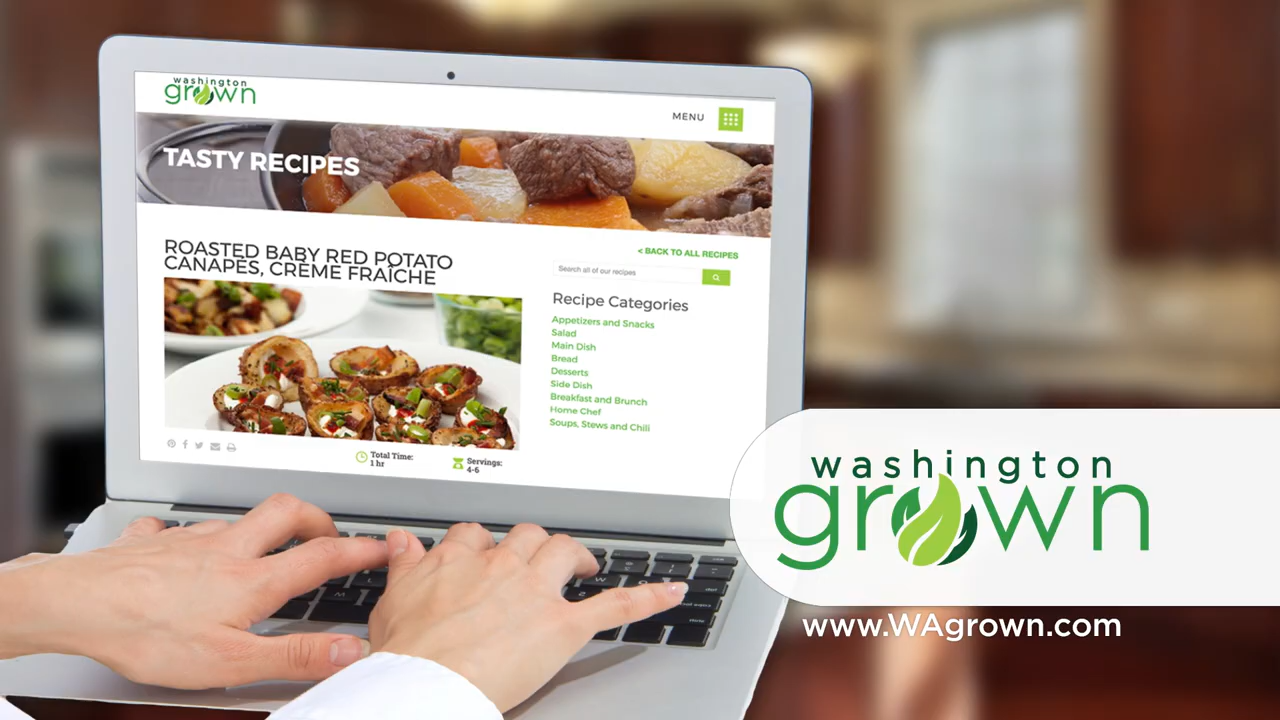 washington
grown
MENU
TASTY RECIPES
ROASTED BABY RED POTATO
CANAPES, CRÈME FRAICHE
< BACK TO ALL RECIPES
Search all of our recipes
Recipe Categories
Appetizers and Snacks
Salad
Main Dish
Bread
Desserts
Side Dish
Breakfast and Brunch
Home Chef
Soups, Stews and Chili
Total Time:
1 hr
Servings:
4-6
washington
grown
www.WAgrown.com